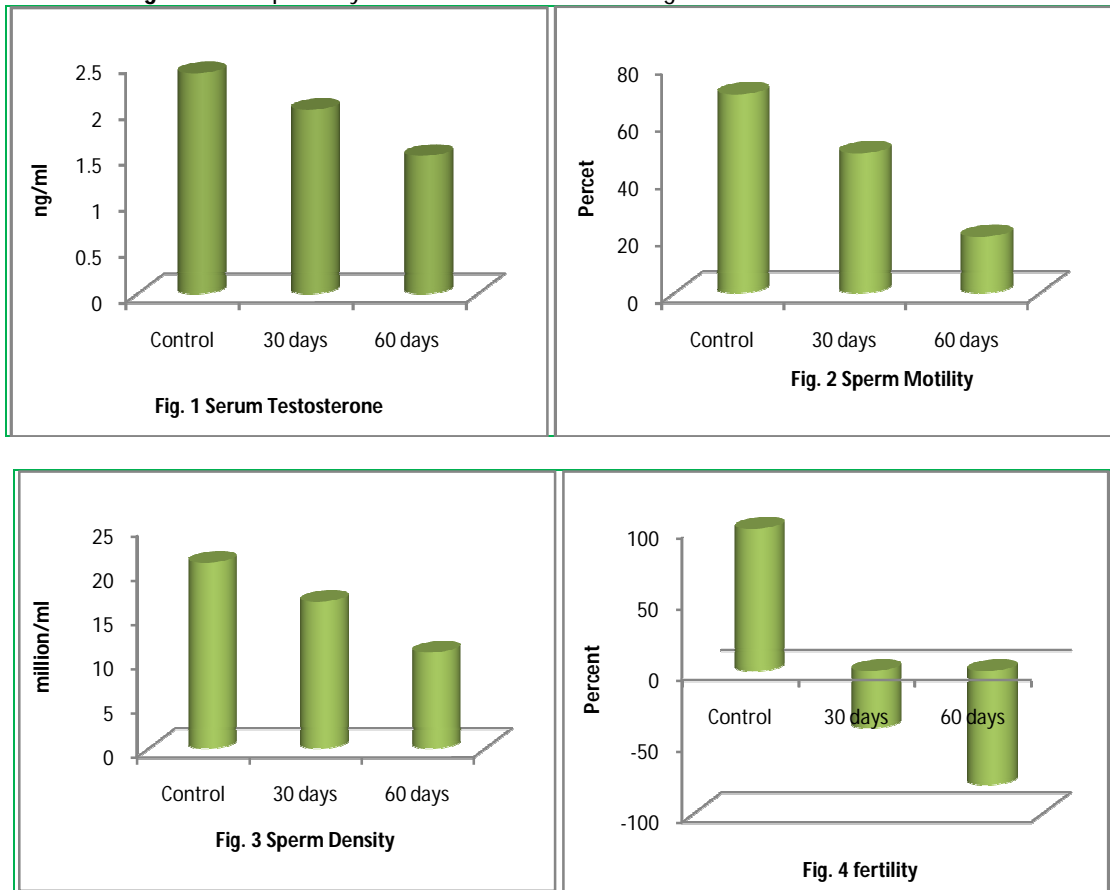 2.5
2
1.5
1
0.5
0
ng/ml
Control 30 days 60 days
Fig. 1 Serum Testosterone
80
60
40
20
0
Percet
Control 30 days 60 days
Fig. 2 Sperm Motility
25
20
15
10
5
0
million/ml
Control 30 days 60 days
Fig. 3 Sperm Density
100
50
0
-50
-100
Percent
Control 30 days 60 days
Fig. 4 fertility